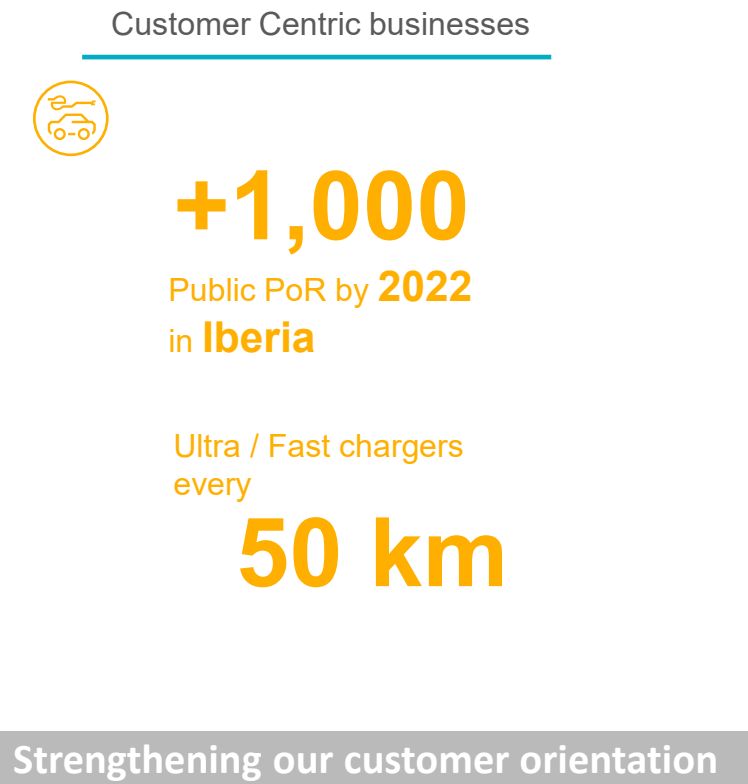 Customer Centric businesses
+1,000
Public PoR by 2022
in Iberia
Ultra / Fast chargers
every
50 km
Strengthening our customer orientation